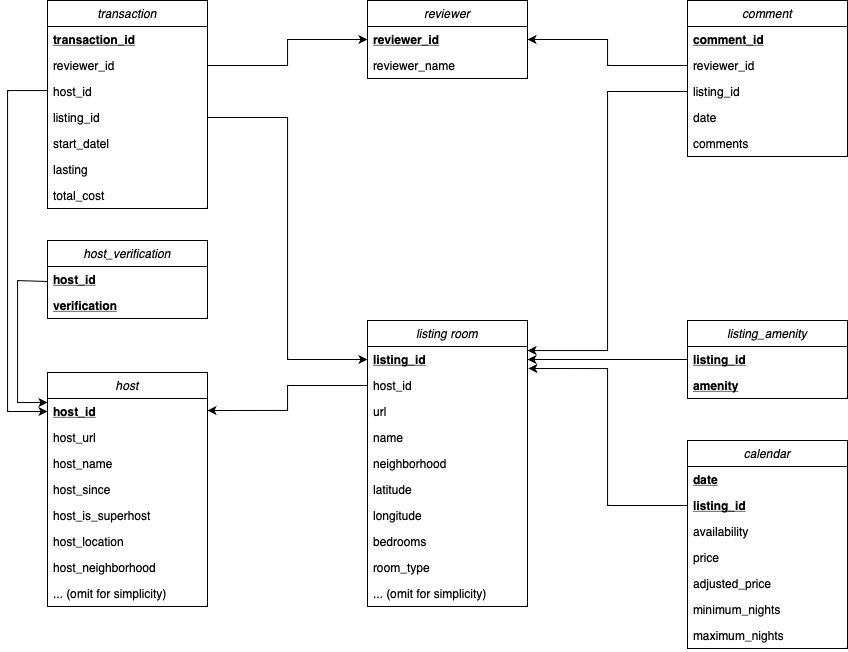 transaction
transaction_id
reviewer_id
host_id
listing_id
start_datel
lasting
total_cost
reviewer
reviewer_id
reviewer_name
comment
comment_id
reviewer_id
listing_id
date
comments
host_verification
host_id
verification
host
host_id
host_url
host_name
host_since
host_is_superhost
host_location
host_neighborhood
... (omit for simplicity)
listing room
listing_id
host_id
url
name
neighborhood
latitude
longitude
bedrooms
room_type
... (omit for simplicity)
listing_amenity
listing_id
amenity
calendar
date
listing_id
availability
price
adjusted_price
minimum_nights
maximum_nights